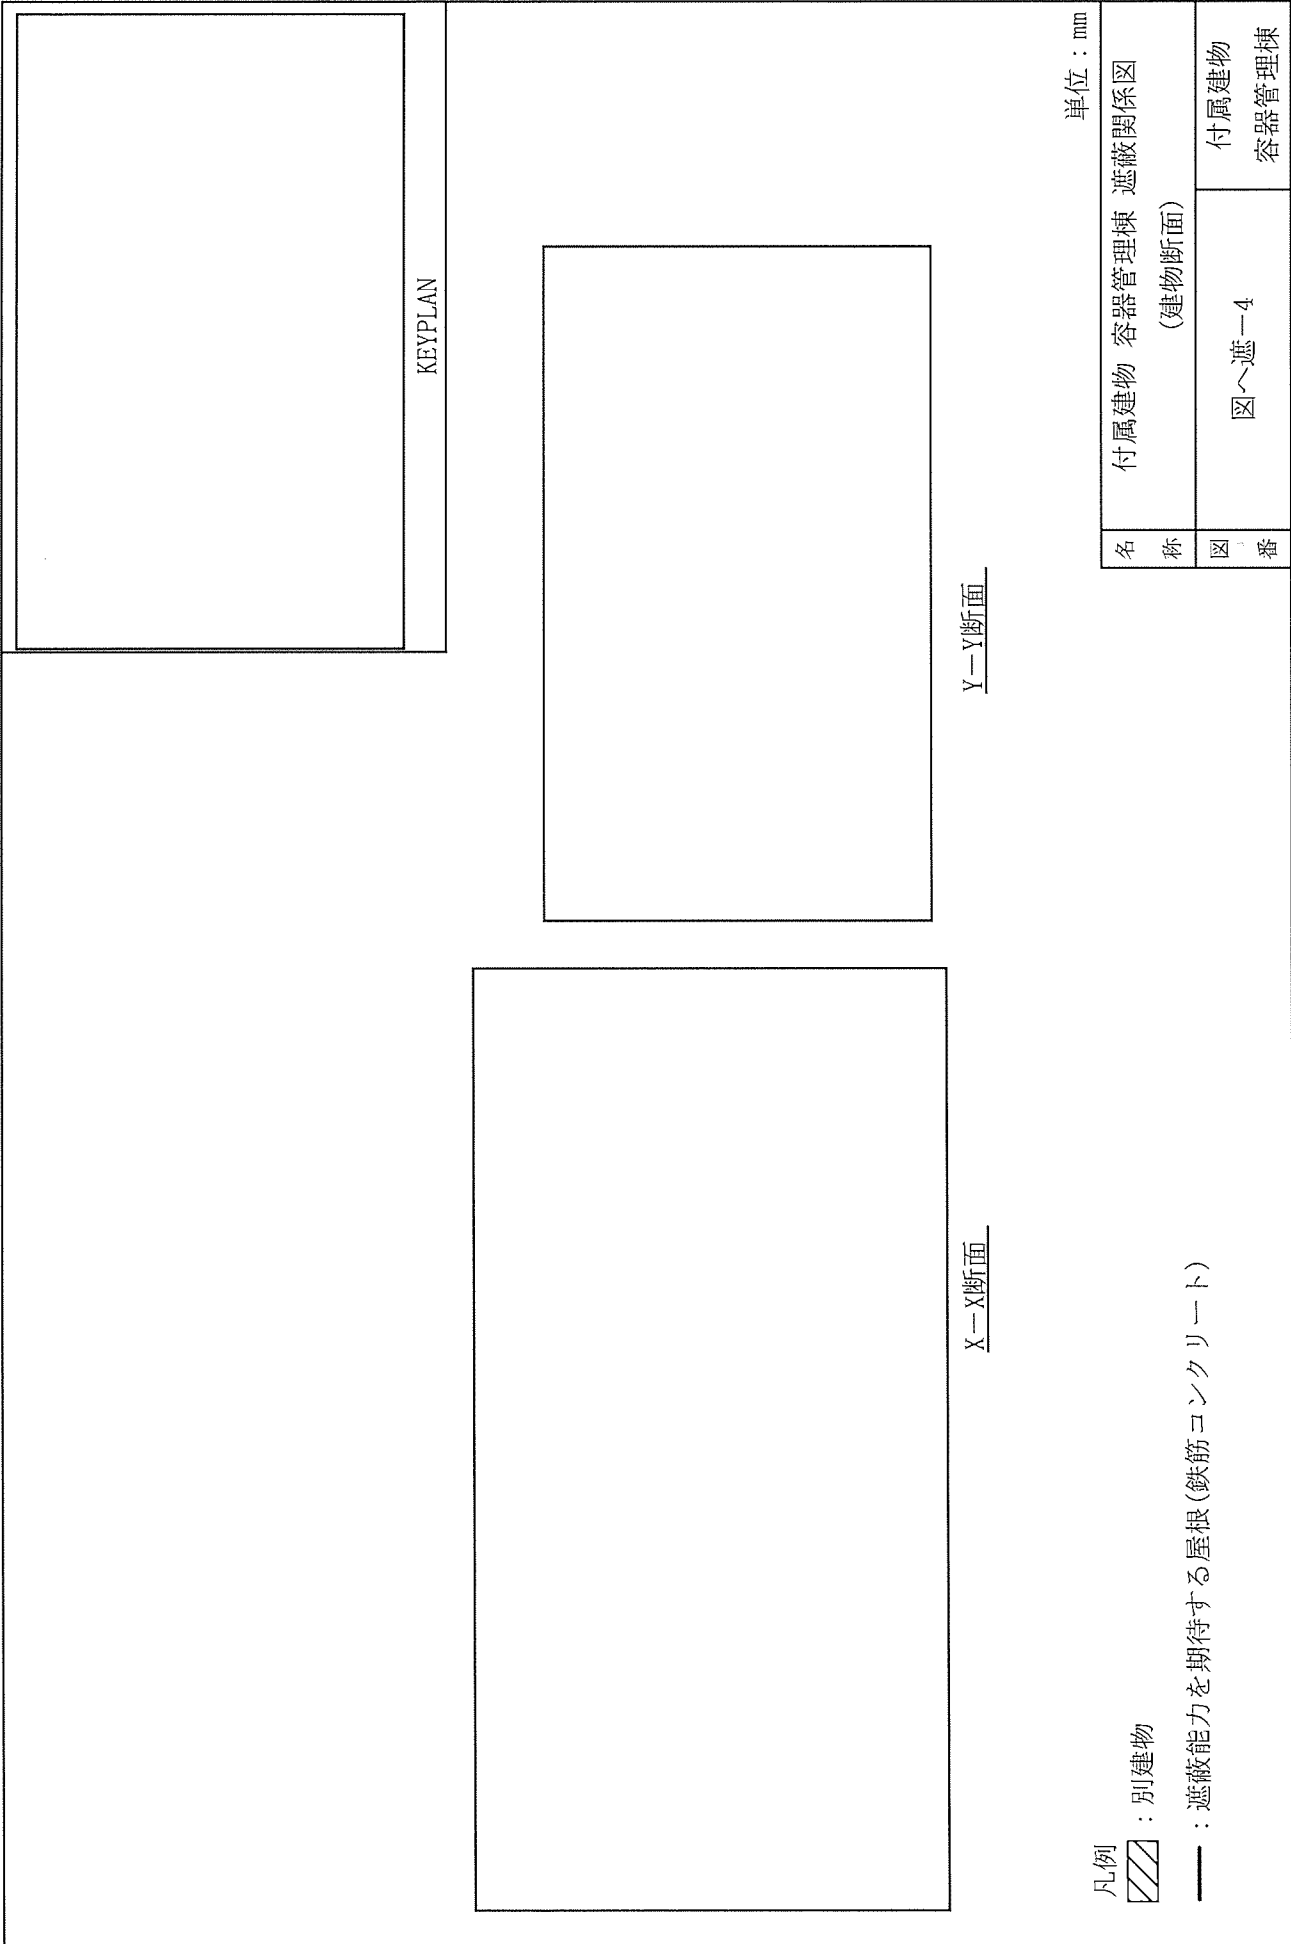 KEYPLAN
X－X断面
Y－Y断面
凡例
：別建物
：遮蔽能力を期待する屋根(鉄筋コンクリート)
単位：mm
名称
付属建物 容器管理棟 遮蔽関係図
(建物断面)
図番
図へ遮－4
付属建物
容器管理棟